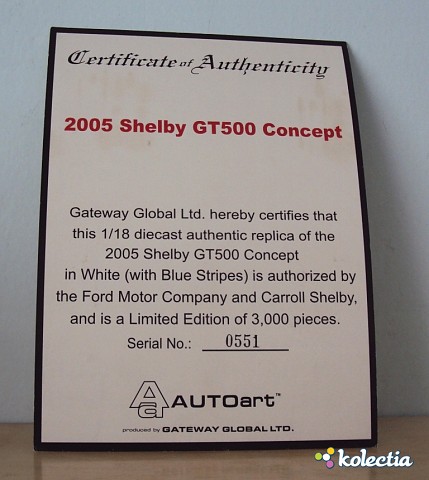 Certificate of Authenticity
2005 Shelby GT500 Concept
Gateway Global Ltd. hereby certifies that
this 1/18 diecast authentic replica of the
2005 Shelby GT500 Concept
in White (with Blue Stripes) is authorized by
the Ford Motor Company and Carroll Shelby,
and is a Limited Edition of 3,000 pieces.
Serial No.: 0551
Aa AUTOart™
produced by GATEWAY GLOBAL LTD.
kolectia